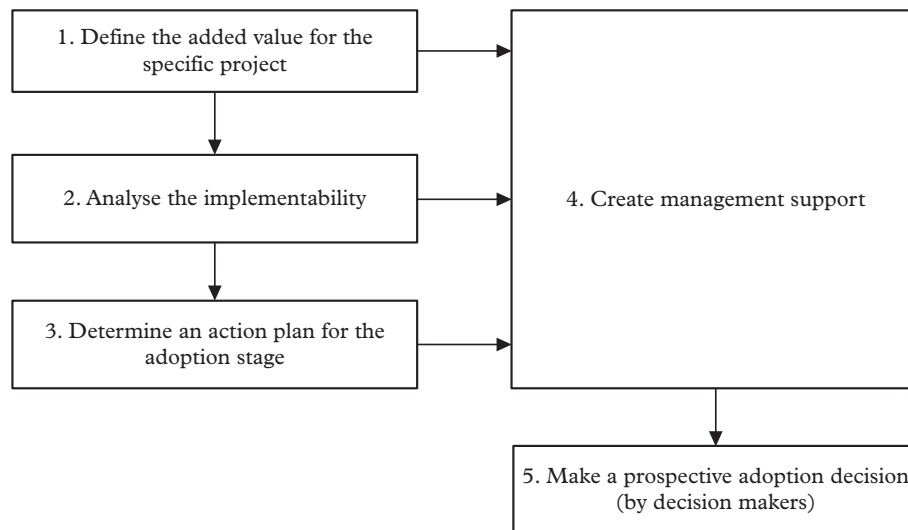 1. Define the added value for the
specific project
2. Analyse the implementability
3. Determine an action plan for the
adoption stage
4. Create management support
5. Make a prospective adoption decision
(by decision makers)